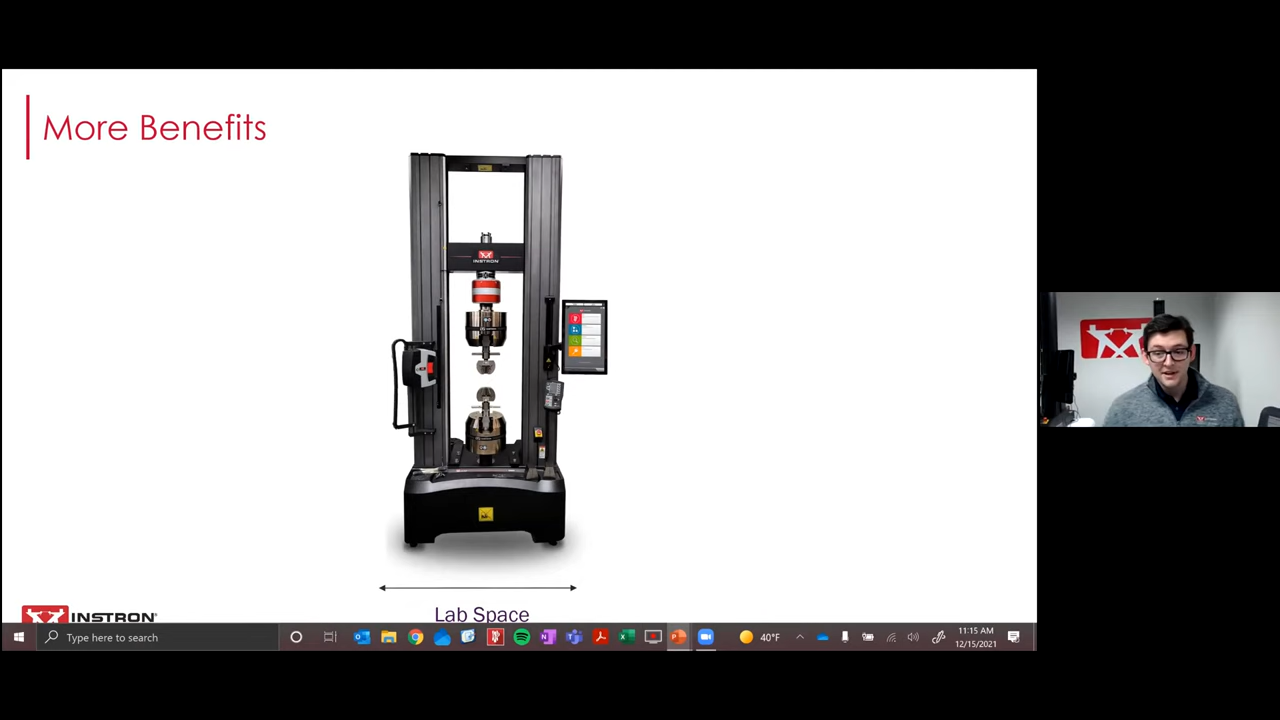 More Benefits
INSTRON
Lab Space
INSTRON
Type here to search
40°F
11:15 AM
12/15/2021